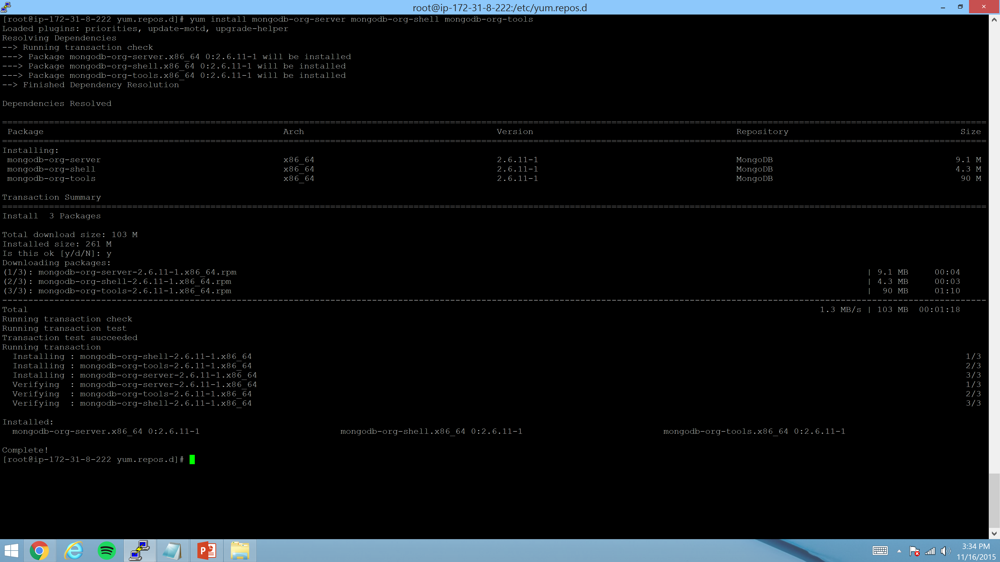 root@ip-172-31-8-222:/etc/yum.repos.d
[root@ip-172-31-8-222 yum.repos.d]# yum install mongodb-org-server mongodb-org-shell mongodb-org-tools
Loaded plugins: priorities, update-motd, upgrade-helper
Resolving Dependencies
--> Running transaction check
---> Package mongodb-org-server.x86_64 0:2.6.11-1 will be installed
---> Package mongodb-org-shell.x86_64 0:2.6.11-1 will be installed
---> Package mongodb-org-tools.x86_64 0:2.6.11-1 will be installed
--> Finished Dependency Resolution
Dependencies Resolved
Package Arch Version Repository Size
Installing:
mongodb-org-server x86_64 2.6.11-1 MongoDB 9.1 M
mongodb-org-shell x86_64 2.6.11-1 MongoDB 4.3 M
mongodb-org-tools x86_64 2.6.11-1 MongoDB 90 M
Transaction Summary
Install 3 Packages
Total download size: 103 M
Installed size: 261 M
Is this ok [y/d/N]: y
Downloading packages:
(1/3): mongodb-org-server-2.6.11-1.x86_64.rpm | 9.1 MB 00:04
(2/3): mongodb-org-shell-2.6.11-1.x86_64.rpm | 4.3 MB 00:03
(3/3): mongodb-org-tools-2.6.11-1.x86_64.rpm | 90 MB 01:10
Total 1.3 MB/s | 103 MB 00:01:18
Running transaction check
Running transaction test
Transaction test succeeded
Running transaction
Installing : mongodb-org-shell-2.6.11-1.x86_64 1/3
Installing : mongodb-org-tools-2.6.11-1.x86_64 2/3
Installing : mongodb-org-server-2.6.11-1.x86_64 3/3
Verifying : mongodb-org-server-2.6.11-1.x86_64 1/3
Verifying : mongodb-org-tools-2.6.11-1.x86_64 2/3
Verifying : mongodb-org-shell-2.6.11-1.x86_64 3/3
Installed:
mongodb-org-server.x86_64 0:2.6.11-1 mongodb-org-shell.x86_64 0:2.6.11-1 mongodb-org-tools.x86_64 0:2.6.11-1
Complete!
[root@ip-172-31-8-222 yum.repos.d]#
3:34 PM
11/16/2015